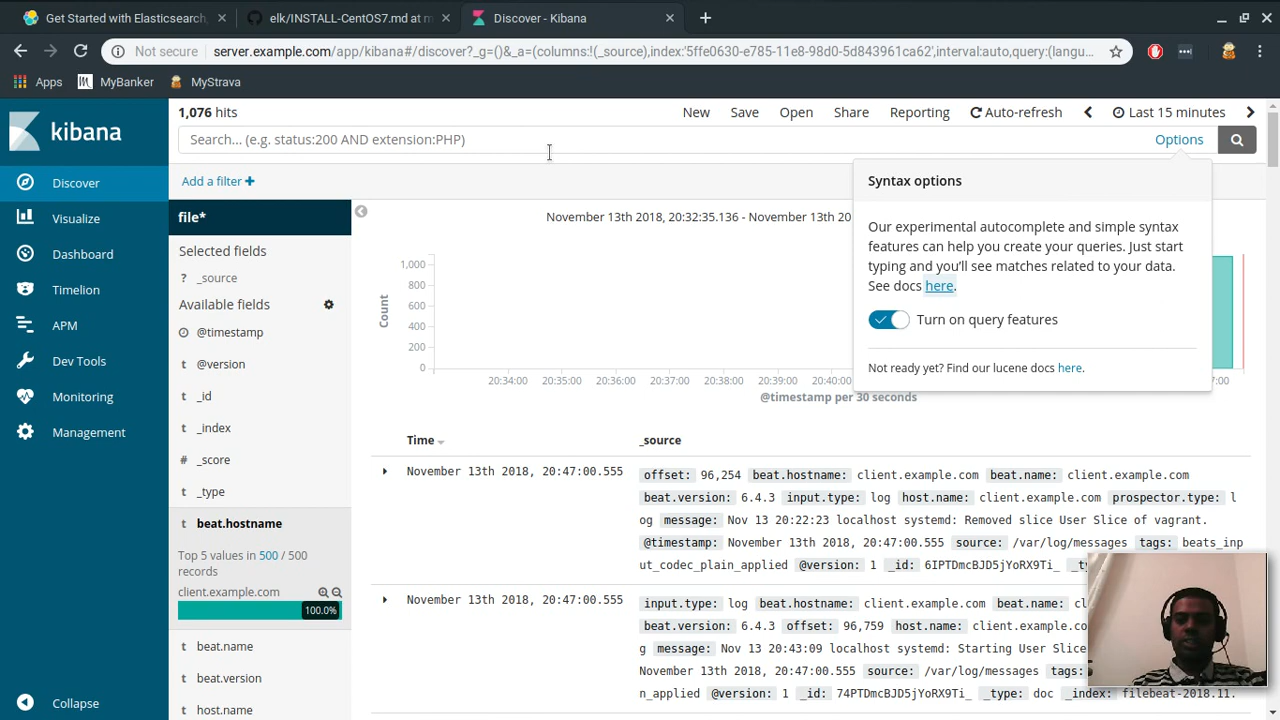 Get Started with Elasticsearch,
elk/INSTALL-CentOS7.md at m
Discover - Kibana
Not secure
server.example.com/app/kibana#/discover?_g=()&_a=(columns:!(_source),index:'5ffe0630-e785-11e8-98d0-5d843961ca62',interval:auto,query:(langu...
Apps
MyBanker
MyStrava
kibana
Discover
Visualize
Dashboard
Timelion
APM
Dev Tools
Monitoring
Management
Collapse
1,076 hits
New
Save
Open
Share
Reporting
Auto-refresh
Last 15 minutes
Search... (e.g. status:200 AND extension:PHP)
Options
Add a filter +
file*
Selected fields
? _source
Available fields
@timestamp
t @version
t _id
t _index
# _score
t _type
t beat.hostname
Top 5 values in 500 / 500
records
client.example.com
100.0%
t beat.name
t beat.version
t host.name
November 13th 2018, 20:32:35.136 - November 13th 20
Syntax options
Our experimental autocomplete and simple syntax
features can help you create your queries. Just start
typing and you'll see matches related to your data.
See docs here.
Turn on query features
Not ready yet? Find our lucene docs here.
Count
1,000
800
600
400
200
0
20:34:00 20:35:00 20:36:00 20:37:00 20:38:00 20:39:00 20:40:00
7:00
@timestamp per 30 seconds
Time
_source
November 13th 2018, 20:47:00.555
offset: 96,254 beat.hostname: client.example.com beat.name: client.example.com
beat.version: 6.4.3 input.type: log host.name: client.example.com prospector.type: l
og message: Nov 13 20:22:23 localhost systemd: Removed slice User Slice of vagrant.
@timestamp: November 13th 2018, 20:47:00.555 source: /var/log/messages tags: beats_inp
ut_codec_plain_applied @version: 1 _id: 6IPTDmcBJD5jYoRX9Ti_ _ty
November 13th 2018, 20:47:00.555
input.type: log beat.hostname: client.example.com beat.name: cl
beat.version: 6.4.3 offset: 96,759 host.name: client.example.co
g message: Nov 13 20:43:09 localhost systemd: Starting User Slice
November 13th 2018, 20:47:00.555 source: /var/log/messages tags:
n_applied @version: 1 _id: 74PTDmcBJD5jYoRX9Ti_ _type: doc _index: filebeat-2018.11.